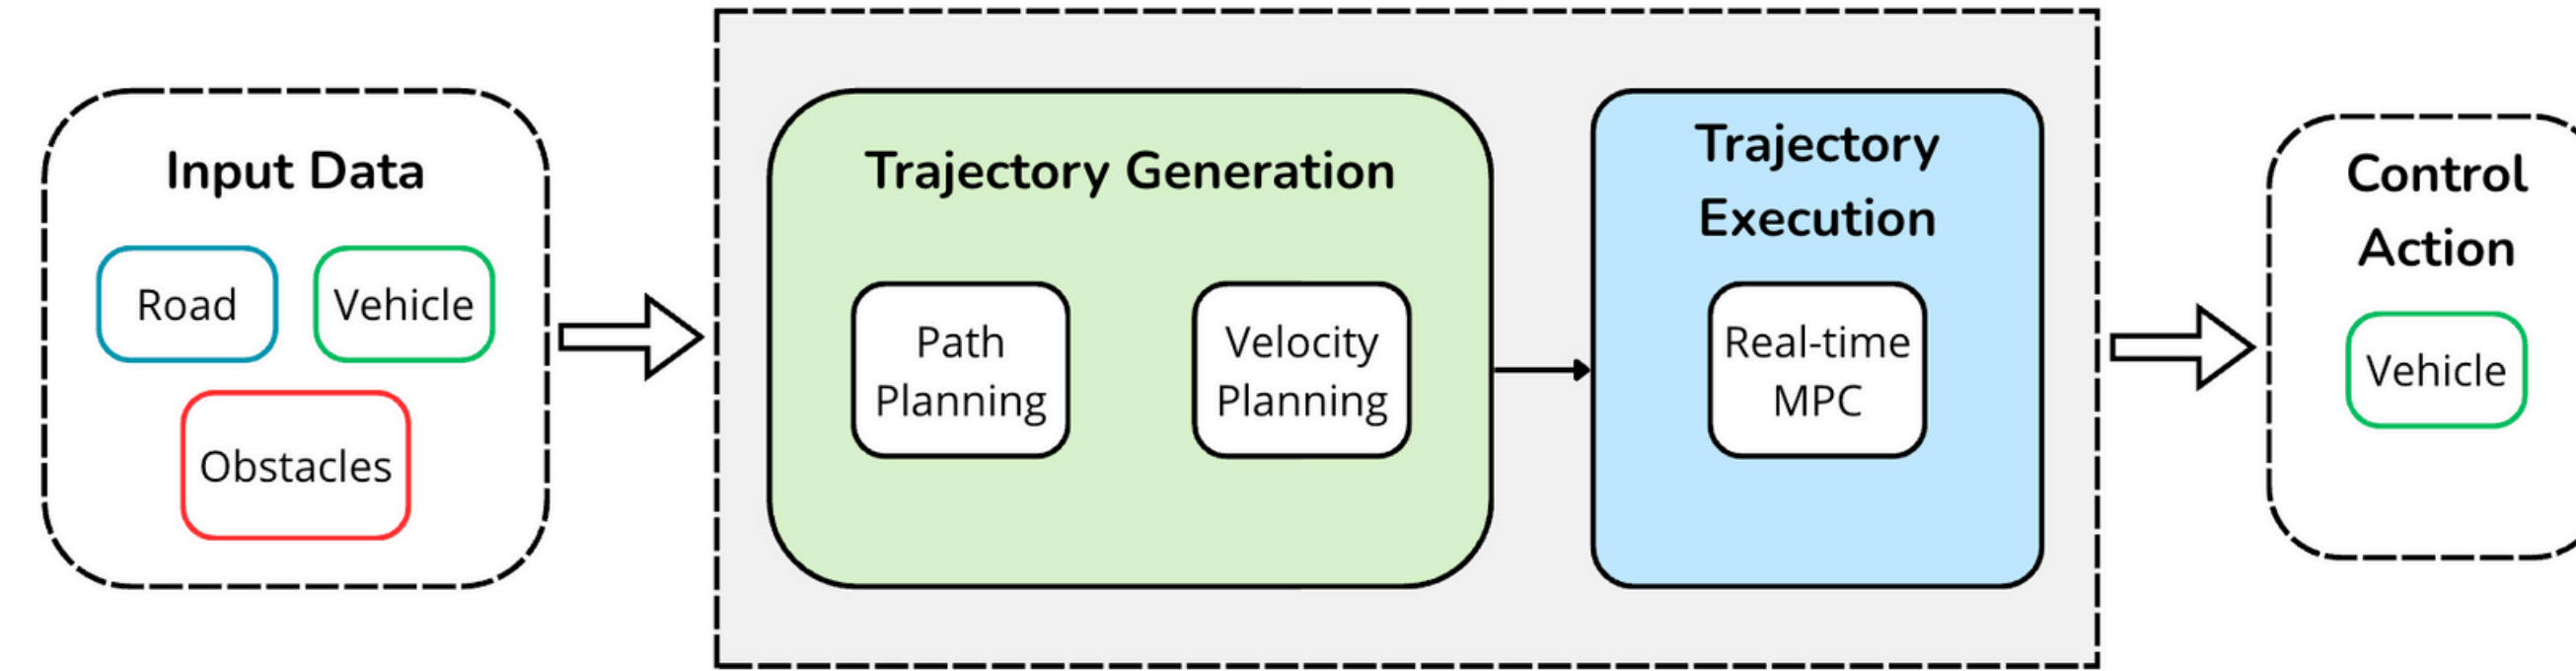 Input Data
Road
Vehicle
Obstacles
Trajectory Generation
Path
Planning
Velocity
Planning
Trajectory
Execution
Real-time
MPC
Control
Action
Vehicle